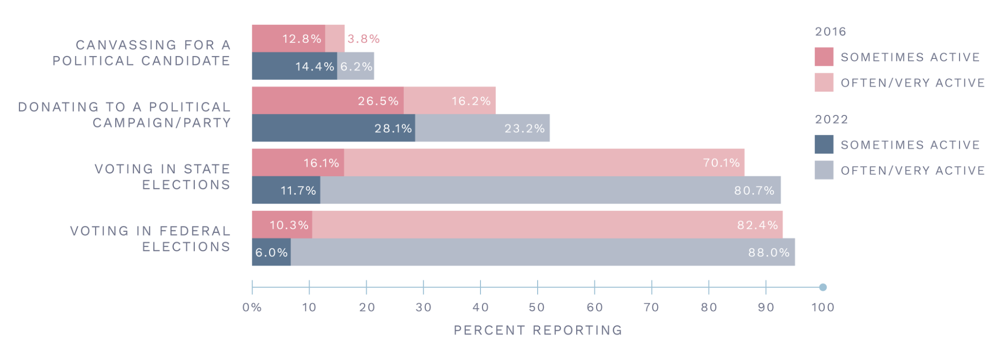 CANVASSING FOR A
POLITICAL CANDIDATE
12.8%
3.8%
14.4%
6.2%
DONATING TO A POLITICAL
CAMPAIGN/PARTY
26.5%
16.2%
28.1%
23.2%
VOTING IN STATE
ELECTIONS
16.1%
70.1%
11.7%
80.7%
VOTING IN FEDERAL
ELECTIONS
10.3%
82.4%
6.0%
88.0%
0% 10 20 30 40 50 60 70 80 90 100
PERCENT REPORTING
2016
SOMETIMES ACTIVE
OFTEN/VERY ACTIVE
2022
SOMETIMES ACTIVE
OFTEN/VERY ACTIVE